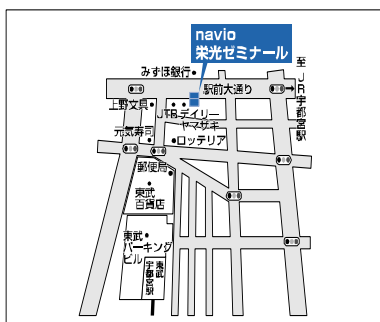 navio
栄光ゼミナール
みずほ銀行
駅前大通り
至JR宇都宮駅
上野文具
JTB
デイリー
ヤマザキ
元気寿司
ロッテリア
郵便局
東武
百貨店
東武
パーキング
ビル
東武
宇都宮駅